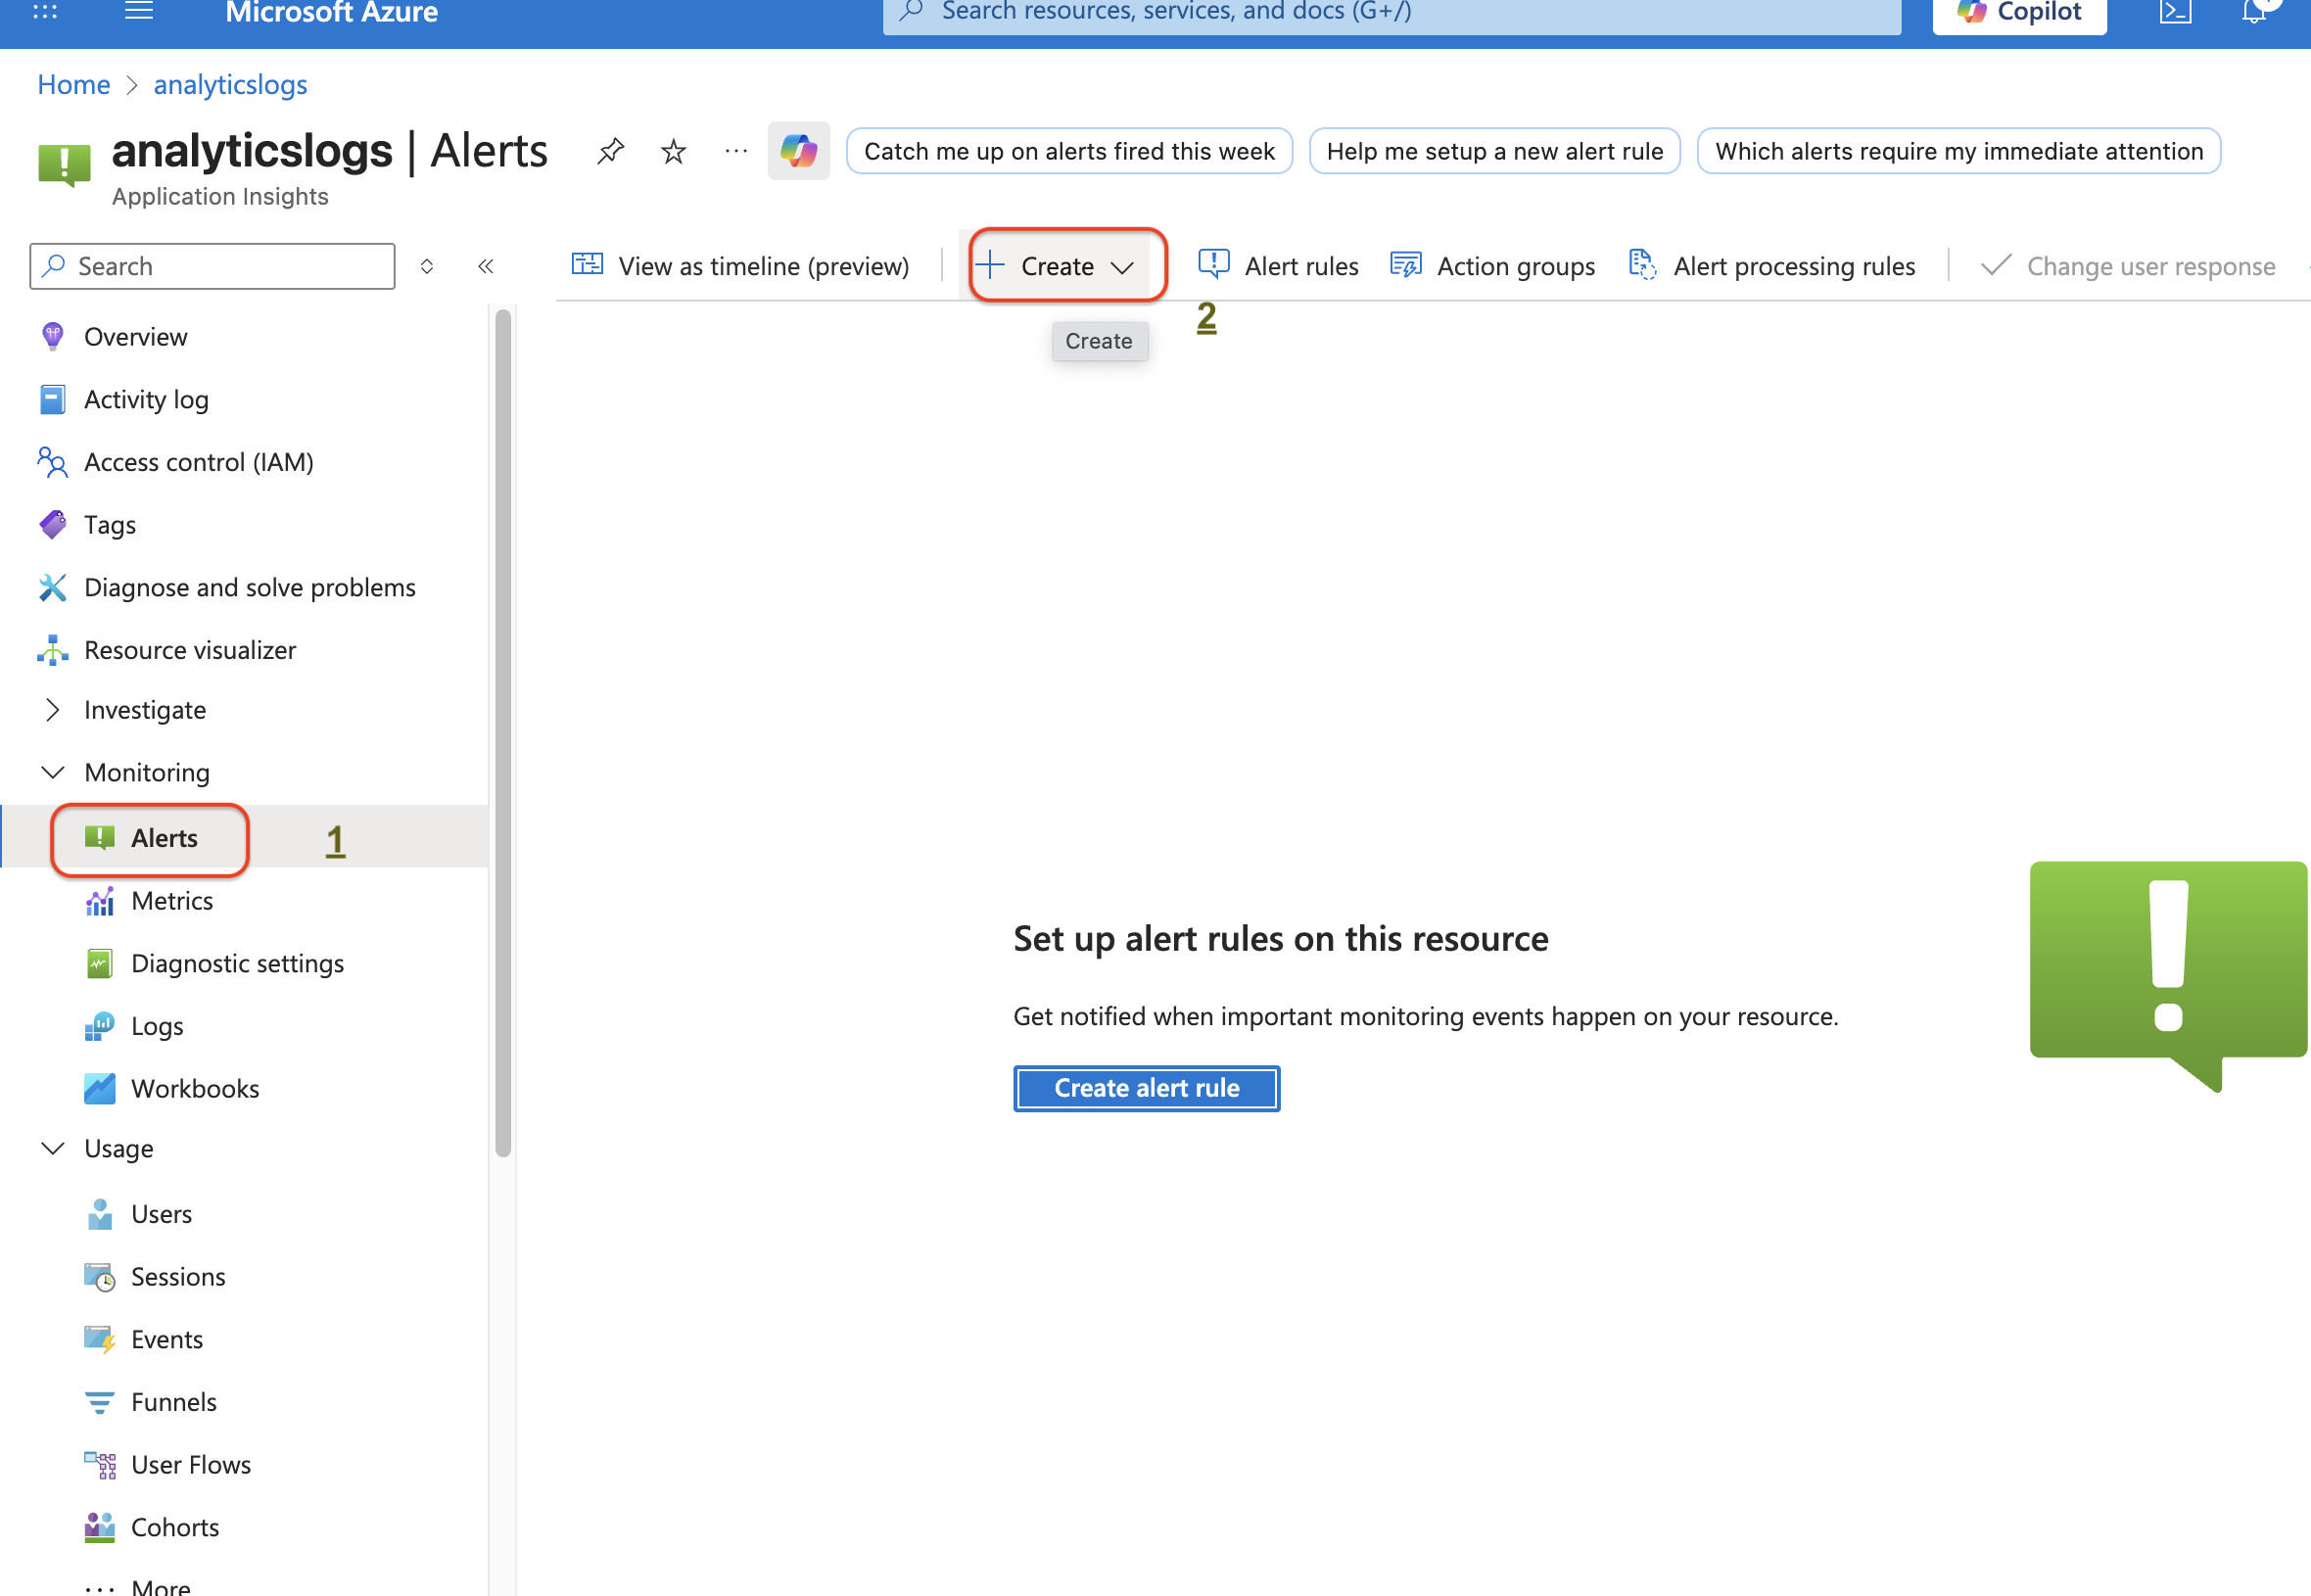 Microsoft Azure
Search resources, services, and docs (G+/)
Copilot
Home > analyticslogs
analyticslogs | Alerts
Application Insights
Catch me up on alerts fired this week
Help me setup a new alert rule
Which alerts require my immediate attention
Search
View as timeline (preview)
Create
Alert rules
Action groups
Alert processing rules
Change user response
2
Create
Overview
Activity log
Access control (IAM)
Tags
Diagnose and solve problems
Resource visualizer
Investigate
Monitoring
Alerts
1
Metrics
Diagnostic settings
Logs
Workbooks
Usage
Users
Sessions
Events
Funnels
User Flows
Cohorts
More
Set up alert rules on this resource
Get notified when important monitoring events happen on your resource.
Create alert rule